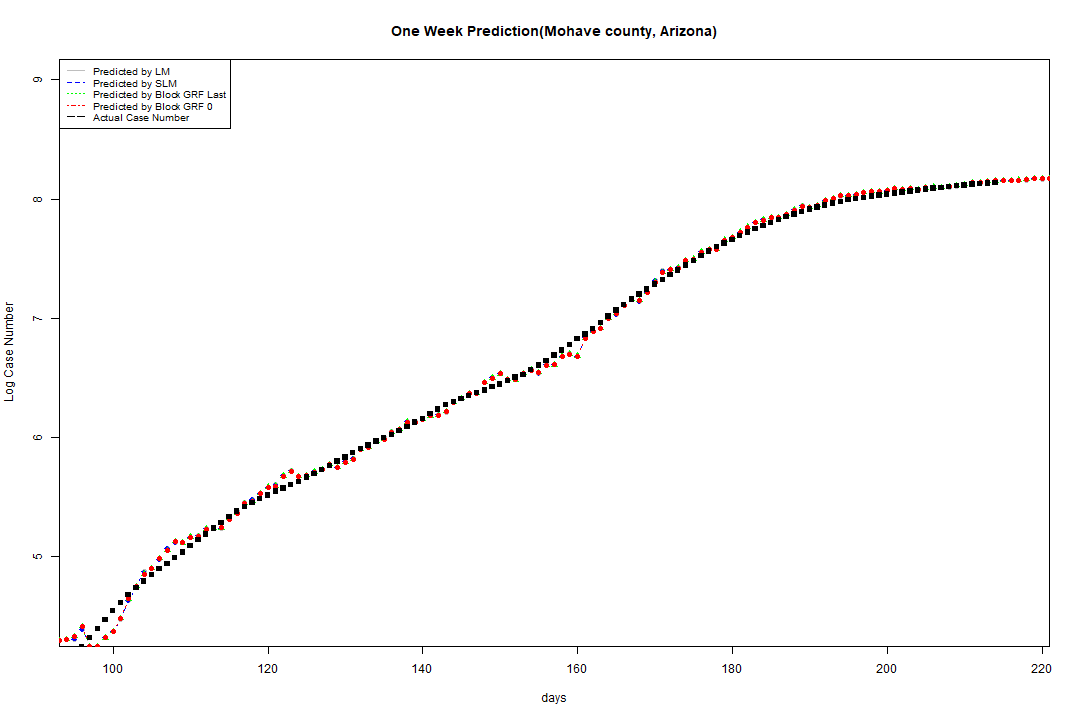 One Week Prediction(Mohave county, Arizona)
Predicted by LM
Predicted by SLM
Predicted by Block GRF Last
Predicted by Block GRF 0
Actual Case Number
9
8
7
6
5
Log Case Number
100 120 140 160 180 200 220
days